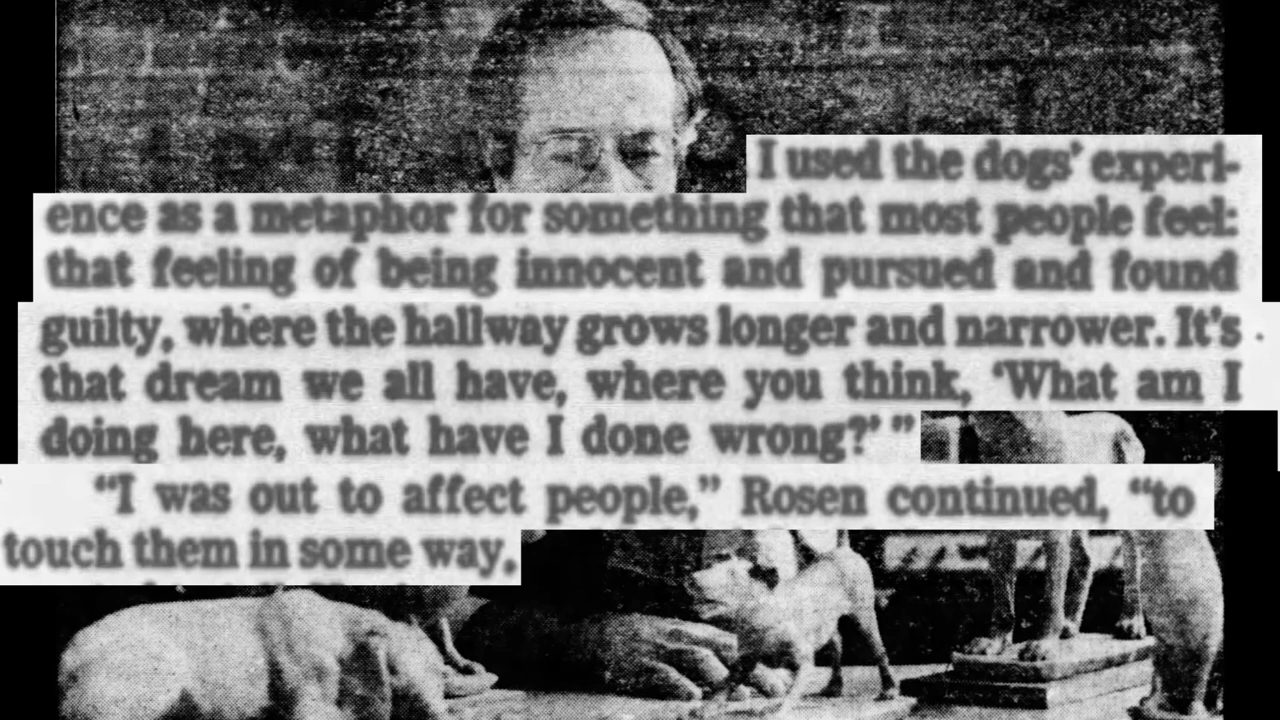 I used the dogs’ experi-
ence as a metaphor for something that most people feel:
that feeling of being innocent and pursued and found
guilty, where the hallway grows longer and narrower. It’s
that dream we all have, where you think, ‘What am I
doing here, what have I done wrong?’ ”
“I was out to affect people,” Rosen continued, “to
touch them in some way,